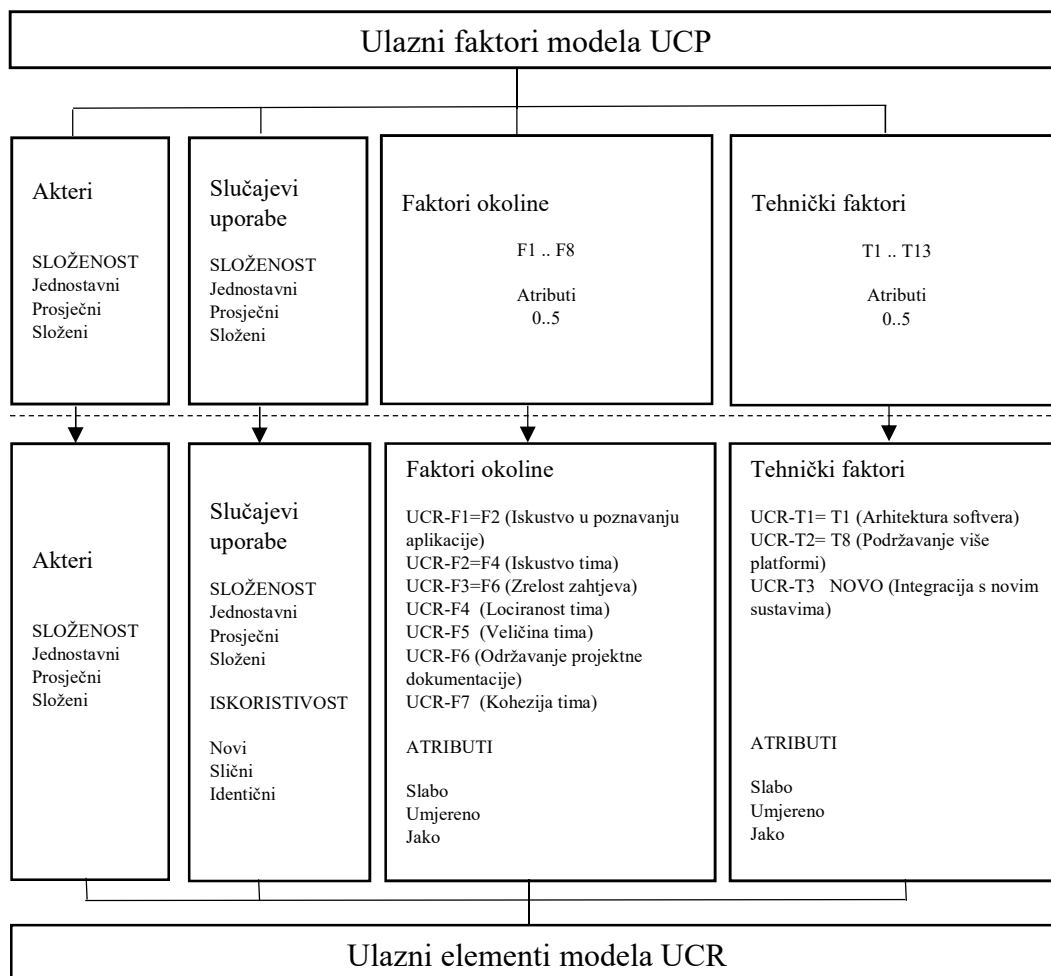 Ulazni faktori modela UCP
Akteri
SLOŽENOST
Jednostavni
Prosječni
Složeni
Slučajevi
uporabe
SLOŽENOST
Jednostavni
Prosječni
Složeni
Faktori okoline
F1 .. F8
Atributi
0..5
Tehnički faktori
T1 .. T13
Atributi
0..5
Akteri
SLOŽENOST
Jednostavni
Prosječni
Složeni
Slučajevi
uporabe
SLOŽENOST
Jednostavni
Prosječni
Složeni
ISKORISTIVOST
Novi
Slični
Identični
Faktori okoline
UCR-F1=F2 (Iskustvo u poznavanju
aplikacije)
UCR-F2=F4 (Iskustvo tima)
UCR-F3=F6 (Zrelost zahtjeva)
UCR-F4 (Lociranost tima)
UCR-F5 (Veličina tima)
UCR-F6 (Održavanje projektne
dokumentacije)
UCR-F7 (Kohezija tima)
ATRIBUTI
Slabo
Umjereno
Jako
Tehnički faktori
UCR-T1= T1 (Arhitektura softvera)
UCR-T2= T8 (Podržavanje više
platformi)
UCR-T3 NOVO (Integracija s novim
sustavima)
ATRIBUTI
Slabo
Umjereno
Jako
Ulazni elementi modela UCR